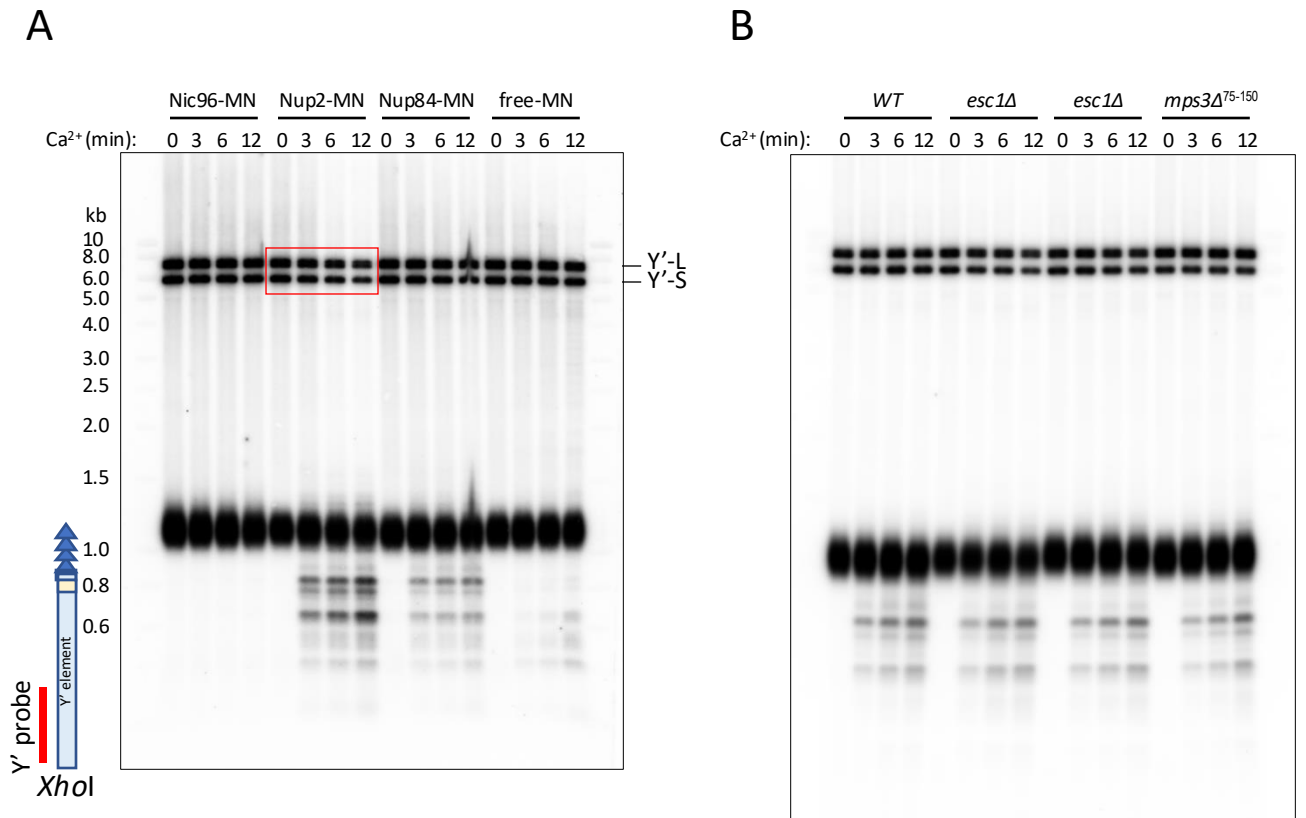 A
B
Nic96-MN Nup2-MN Nup84-MN free-MN
Ca²⁺ (min): 0 3 6 12 0 3 6 12 0 3 6 12 0 3 6 12
kb
10
8.0
6.0
5.0
4.0
3.0
2.5
2.0
1.5
1.0
0.8
0.6
Y'-L
Y'-S
Y' element
Y' probe
XhoI
WT esc1Δ esc1Δ mps3Δ⁷⁵⁻¹⁵⁰
Ca²⁺ (min): 0 3 6 12 0 3 6 12 0 3 6 12 0 3 6 12